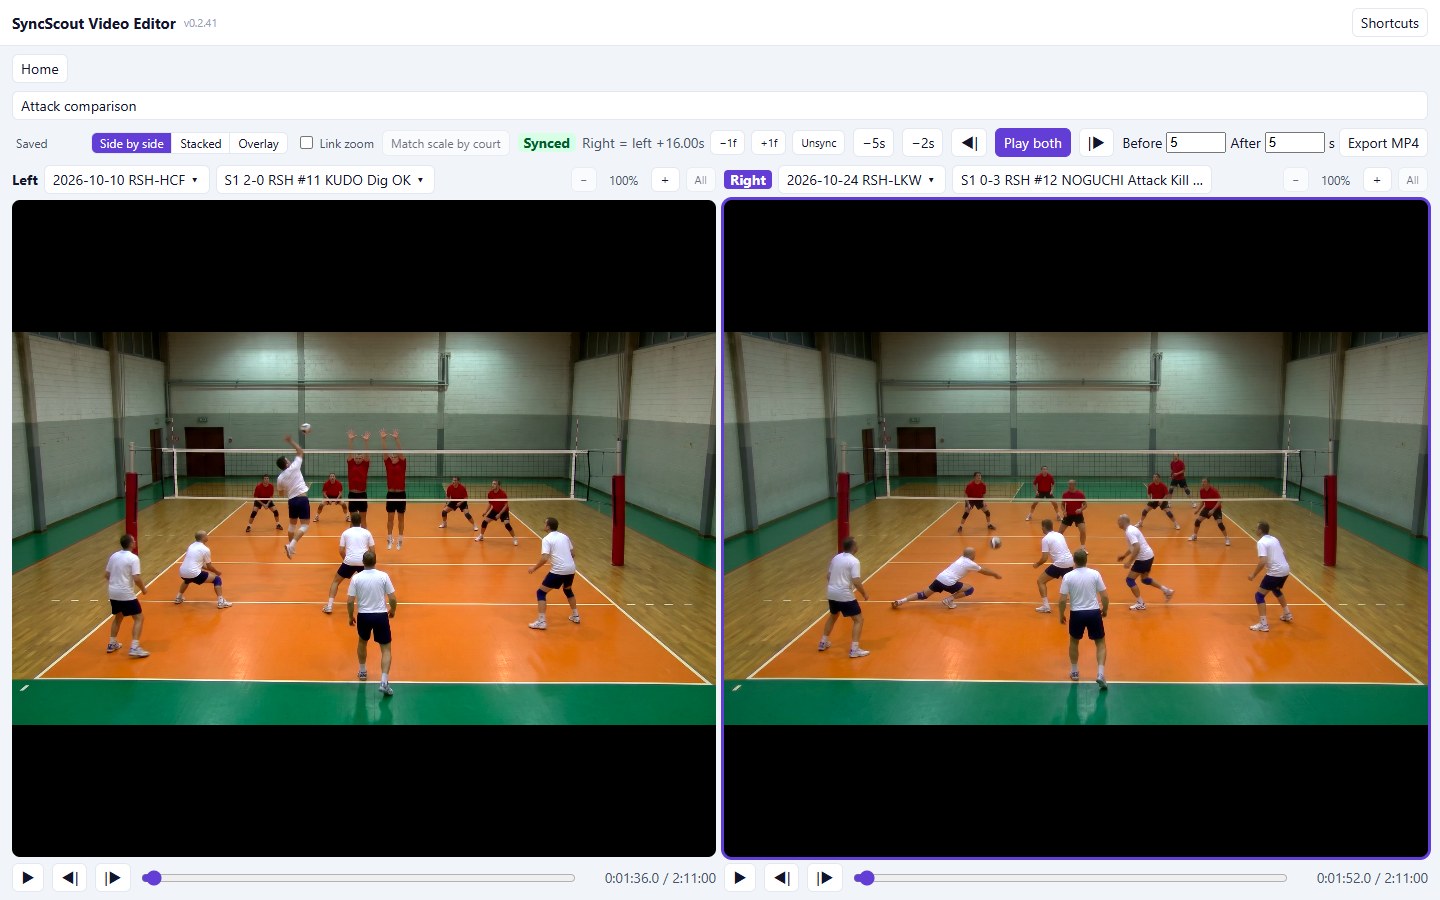 SyncScout Video Editor v0.2.41 Shortcuts
Home
Attack comparison
Saved Side by side Stacked Overlay Link zoom Match scale by court Synced Right = left +16.00s −1f +1f Unsync −5s −2s Play both Before 5 After 5 s Export MP4
Left 2026-10-10 RSH-HCF S1 2-0 RSH #11 KUDO Dig OK − 100% + All Right 2026-10-24 RSH-LKW S1 0-3 RSH #12 NOGUCHI Attack Kill ... − 100% + All
0:01:36.0 / 2:11:00 0:01:52.0 / 2:11:00